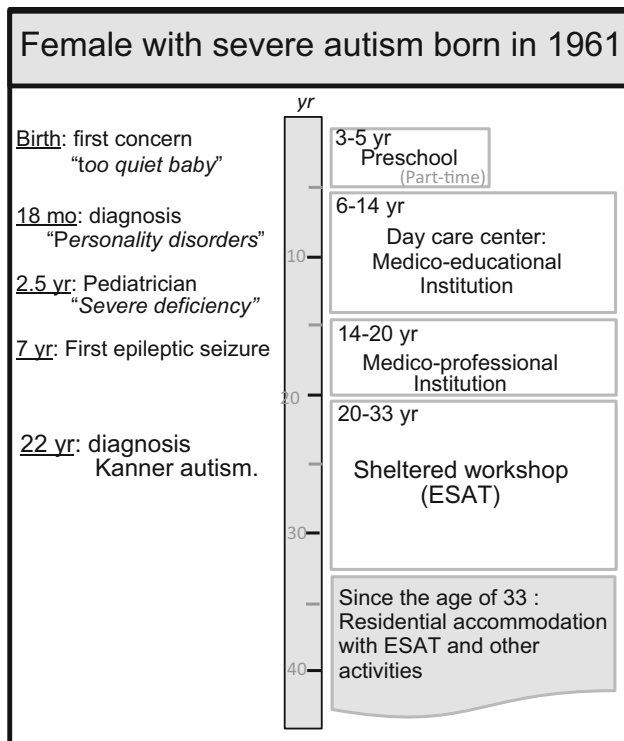 Female with severe autism born in 1961
yr
Birth: first concern
"too quiet baby"
18 mo: diagnosis
"Personality disorders"
2.5 yr: Pediatrician
"Severe deficiency"
7 yr: First epileptic seizure
22 yr: diagnosis
Kanner autism.
10
20
30
40
3-5 yr
Preschool
(Part-time)
6-14 yr
Day care center:
Medico-educational
Institution
14-20 yr
Medico-professional
Institution
20-33 yr
Sheltered workshop
(ESAT)
Since the age of 33 :
Residential accommodation
with ESAT and other
activities